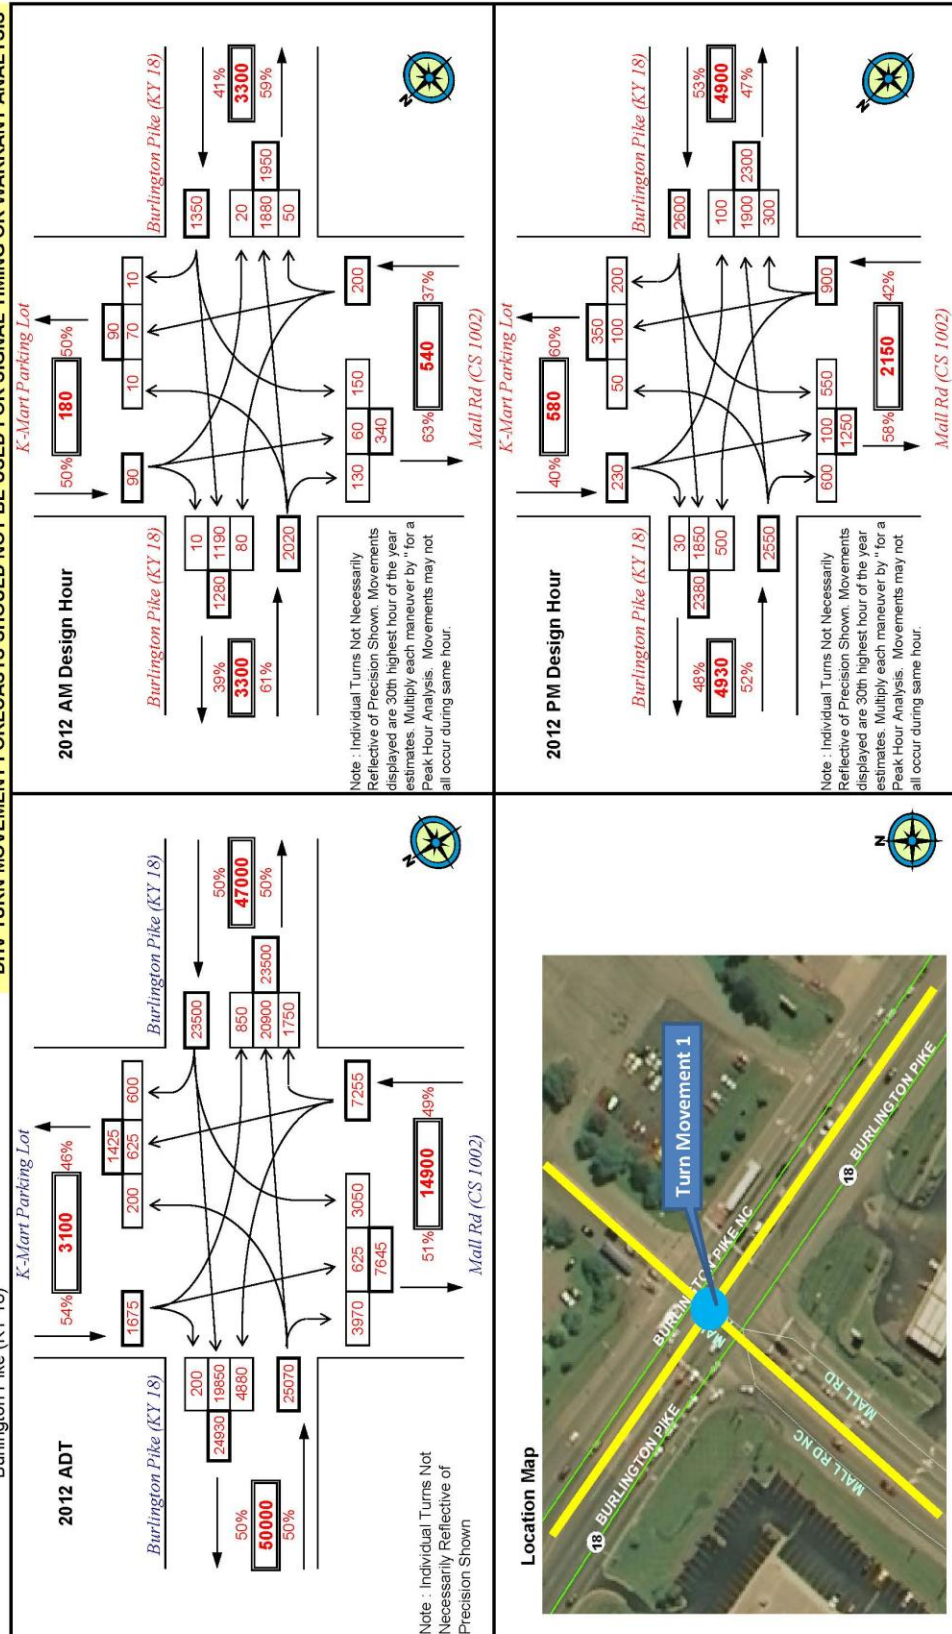 Burlington Pike (KY 18)
DHV TURN MOVEMENT FORECASTS SHOULD NOT BE USED FOR SIGNAL TIMING OR WARRANT ANALYSIS
2012 ADT
K-Mart Parking Lot
54%
3100
46%
1675
1425
200
625
600
Burlington Pike (KY 18)
Burlington Pike (KY 18)
200
19850
4880
24930
23500
50%
50000
50%
50%
47000
50%
25070
850
20900
1750
23500
3970
625
3050
7645
7255
51%
14900
49%
Mall Rd (CS 1002)
Note : Individual Turns Not
Necessarily Reflective of
Precision Shown
N
2012 AM Design Hour
K-Mart Parking Lot
50%
180
50%
90
90
10
70
10
Burlington Pike (KY 18)
Burlington Pike (KY 18)
10
1190
80
1280
1350
39%
3300
61%
41%
3300
59%
2020
20
1880
50
1950
130
60
150
340
200
63%
540
37%
Mall Rd (CS 1002)
Note : Individual Turns Not Necessarily
Reflective of Precision Shown. Movements
displayed are 30th highest hour of the year
estimates. Multiply each maneuver by " for a
Peak Hour Analysis. Movements may not
all occur during same hour.
N
Location Map
Turn Movement 1
18 BURLINGTON PIKE
BURLINGTON PIKE NC
18 BURLINGTON PIKE
MALL RD NC
MALL RD
N
2012 PM Design Hour
K-Mart Parking Lot
40%
580
60%
230
350
50
100
200
Burlington Pike (KY 18)
Burlington Pike (KY 18)
30
1850
500
2380
2600
48%
4930
52%
53%
4900
47%
2550
100
1900
300
2300
600
100
550
1250
900
58%
2150
42%
Mall Rd (CS 1002)
Note : Individual Turns Not Necessarily
Reflective of Precision Shown. Movements
displayed are 30th highest hour of the year
estimates. Multiply each maneuver by " for a
Peak Hour Analysis. Movements may not
all occur during same hour.
N